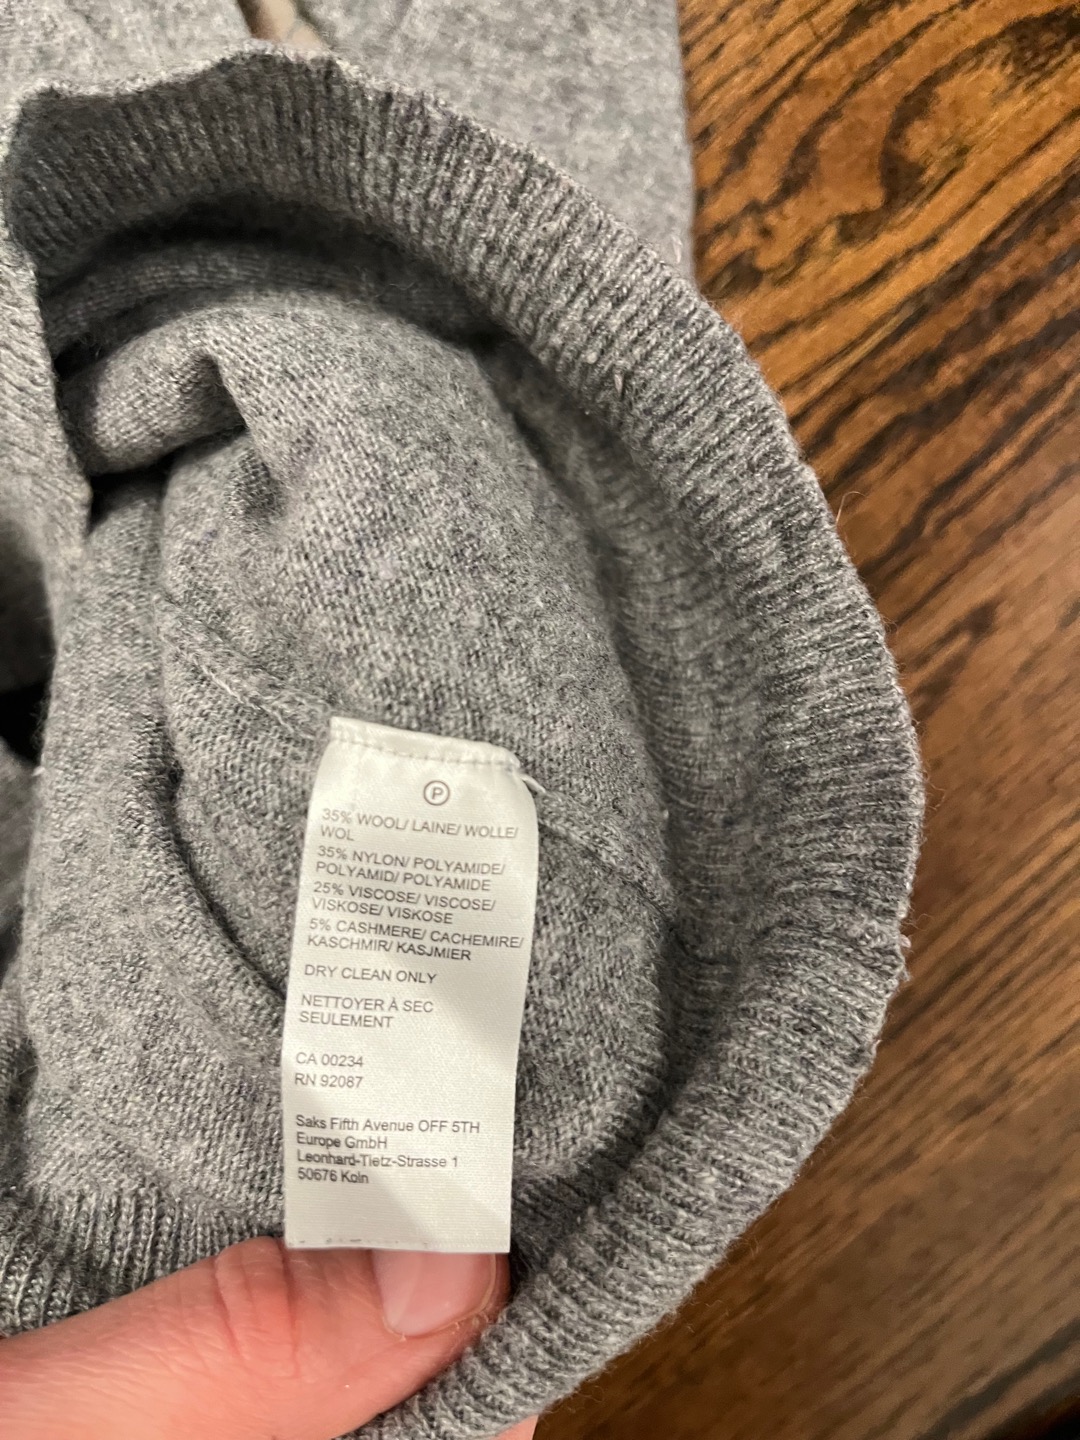 P
35% WOOL/ LAINE/ WOLLE/
WOL
35% NYLON/ POLYAMIDE/
POLYAMID/ POLYAMIDE
25% VISCOSE/ VISCOSE/
VISKOSE/ VISKOSE
5% CASHMERE/ CACHEMIRE/
KASCHMIR/ KASJMIER
DRY CLEAN ONLY
NETTOYER À SEC
SEULEMENT
CA 00234
RN 92087
Saks Fifth Avenue OFF 5TH
Europe GmbH
Leonhard-Tietz-Strasse 1
50676 Koln